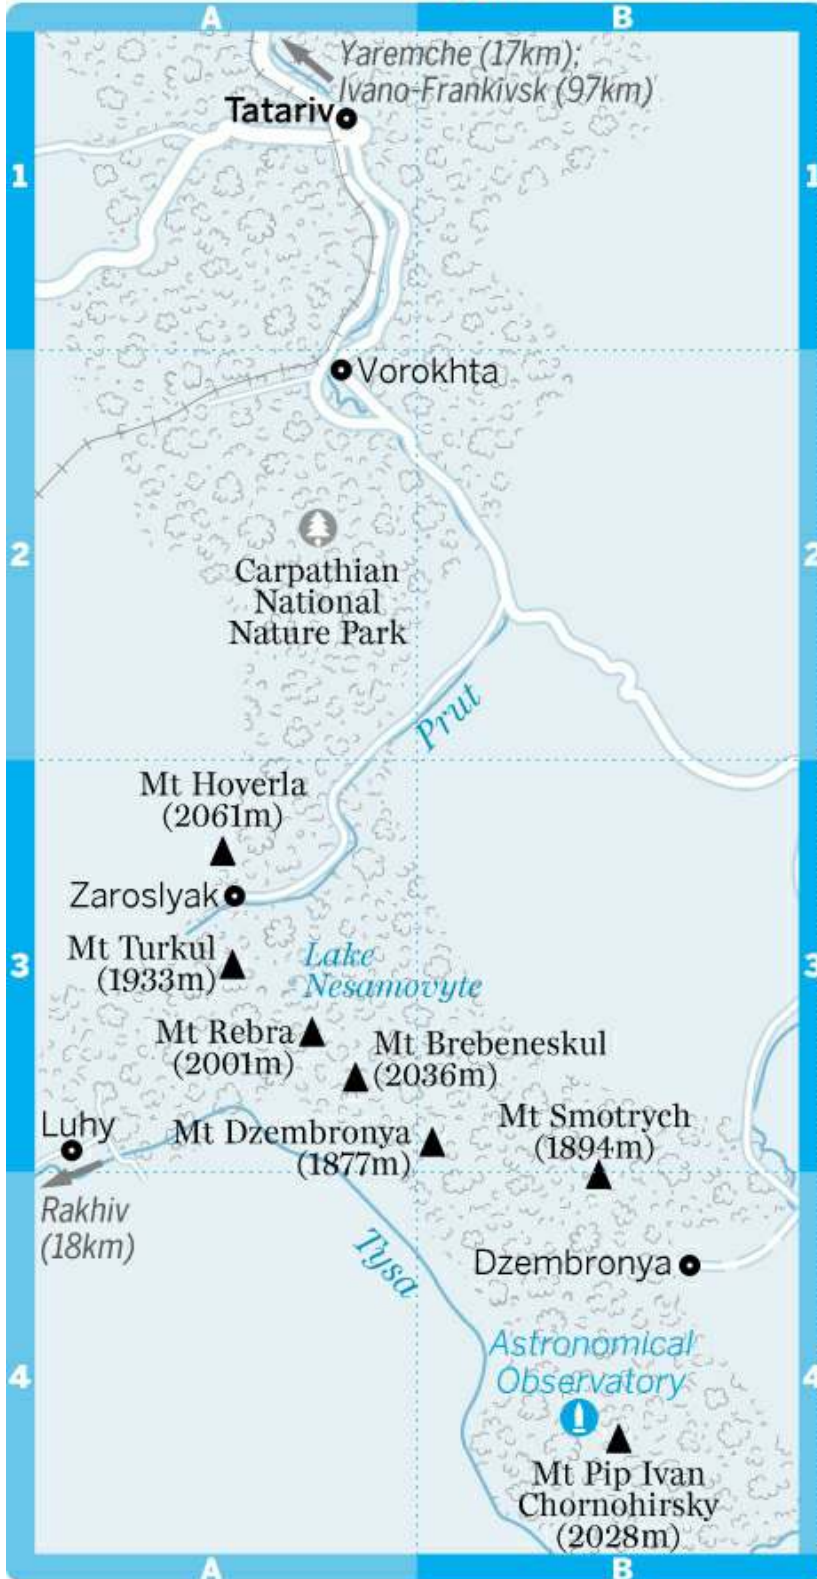 A
B
Yaremche (17km);
Ivano-Frankivsk (97km)
Tatariv
1
1
Vorokhta
2
2
Carpathian
National
Nature Park
Prut
Mt Hoverla
(2061m)
Zaroslyak
Mt Turkul
(1933m)
Lake
Nesamovyte
3
3
Mt Rebra
(2001m)
Mt Brebeneskul
(2036m)
Luhy
Mt Dzembronya
(1877m)
Mt Smotrych
(1894m)
Rakhiv
(18km)
Tysa
Dzembronya
Astronomical
Observatory
4
4
Mt Pip Ivan
Chornohirsky
(2028m)
A
B